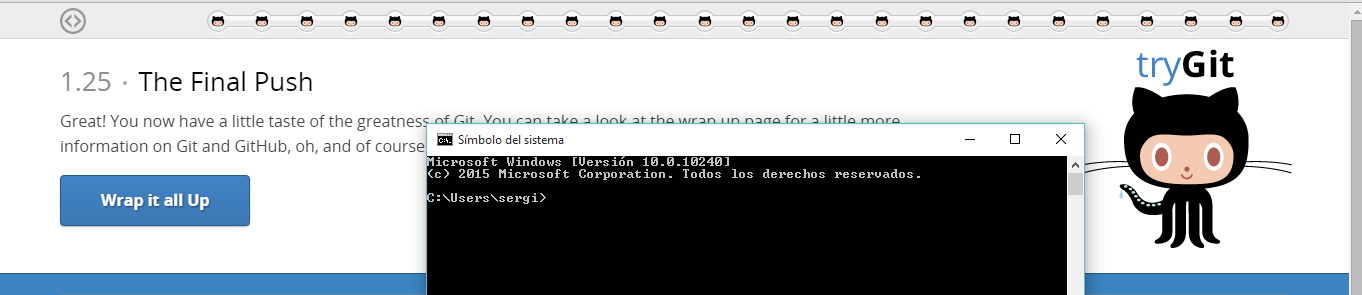 tryGit
1.25 · The Final Push
Great! You now have a little taste of the greatness of Git. You can take a look at the wrap up page for a little more
information on Git and GitHub, oh, and of course
Wrap it all Up
Símbolo del sistema
Microsoft Windows [Versión 10.0.10240]
(c) 2015 Microsoft Corporation. Todos los derechos reservados.
C:\Users\sergi>